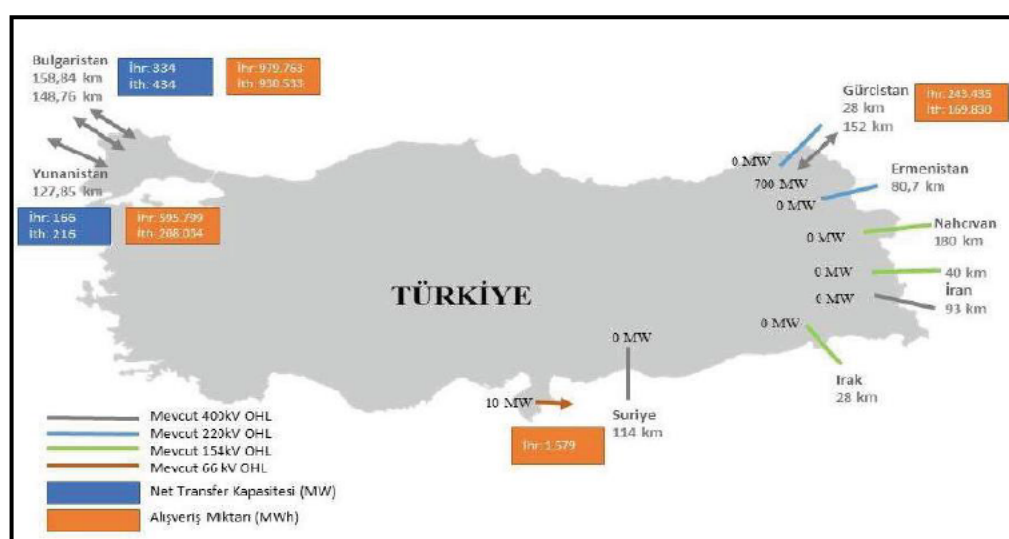 Bulgaristan
158,84 km
148,76 km
İhr: 334
İth: 434
İhr: 979.763
İth: 930.533
Yunanistan
127,85 km
İhr: 166
İth: 216
İhr: 595.799
Gürcistan
28 km
152 km
İhr: 243.435
İth: 169.830
0 MW
700 MW
0 MW
Ermenistan
80,7 km
Nahcıvan
180 km
0 MW
0 MW
40 km
İran
93 km
0 MW
0 MW
Irak
28 km
TÜRKİYE
0 MW
Suriye
114 km
10 MW
İhr: 1.579
Mevcut 400kV OHL
Mevcut 220kV OHL
Mevcut 154kV OHL
Mevcut 66 kV OHL
Net Transfer Kapasitesi (MW)
Alışveriş Miktarı (MWh)